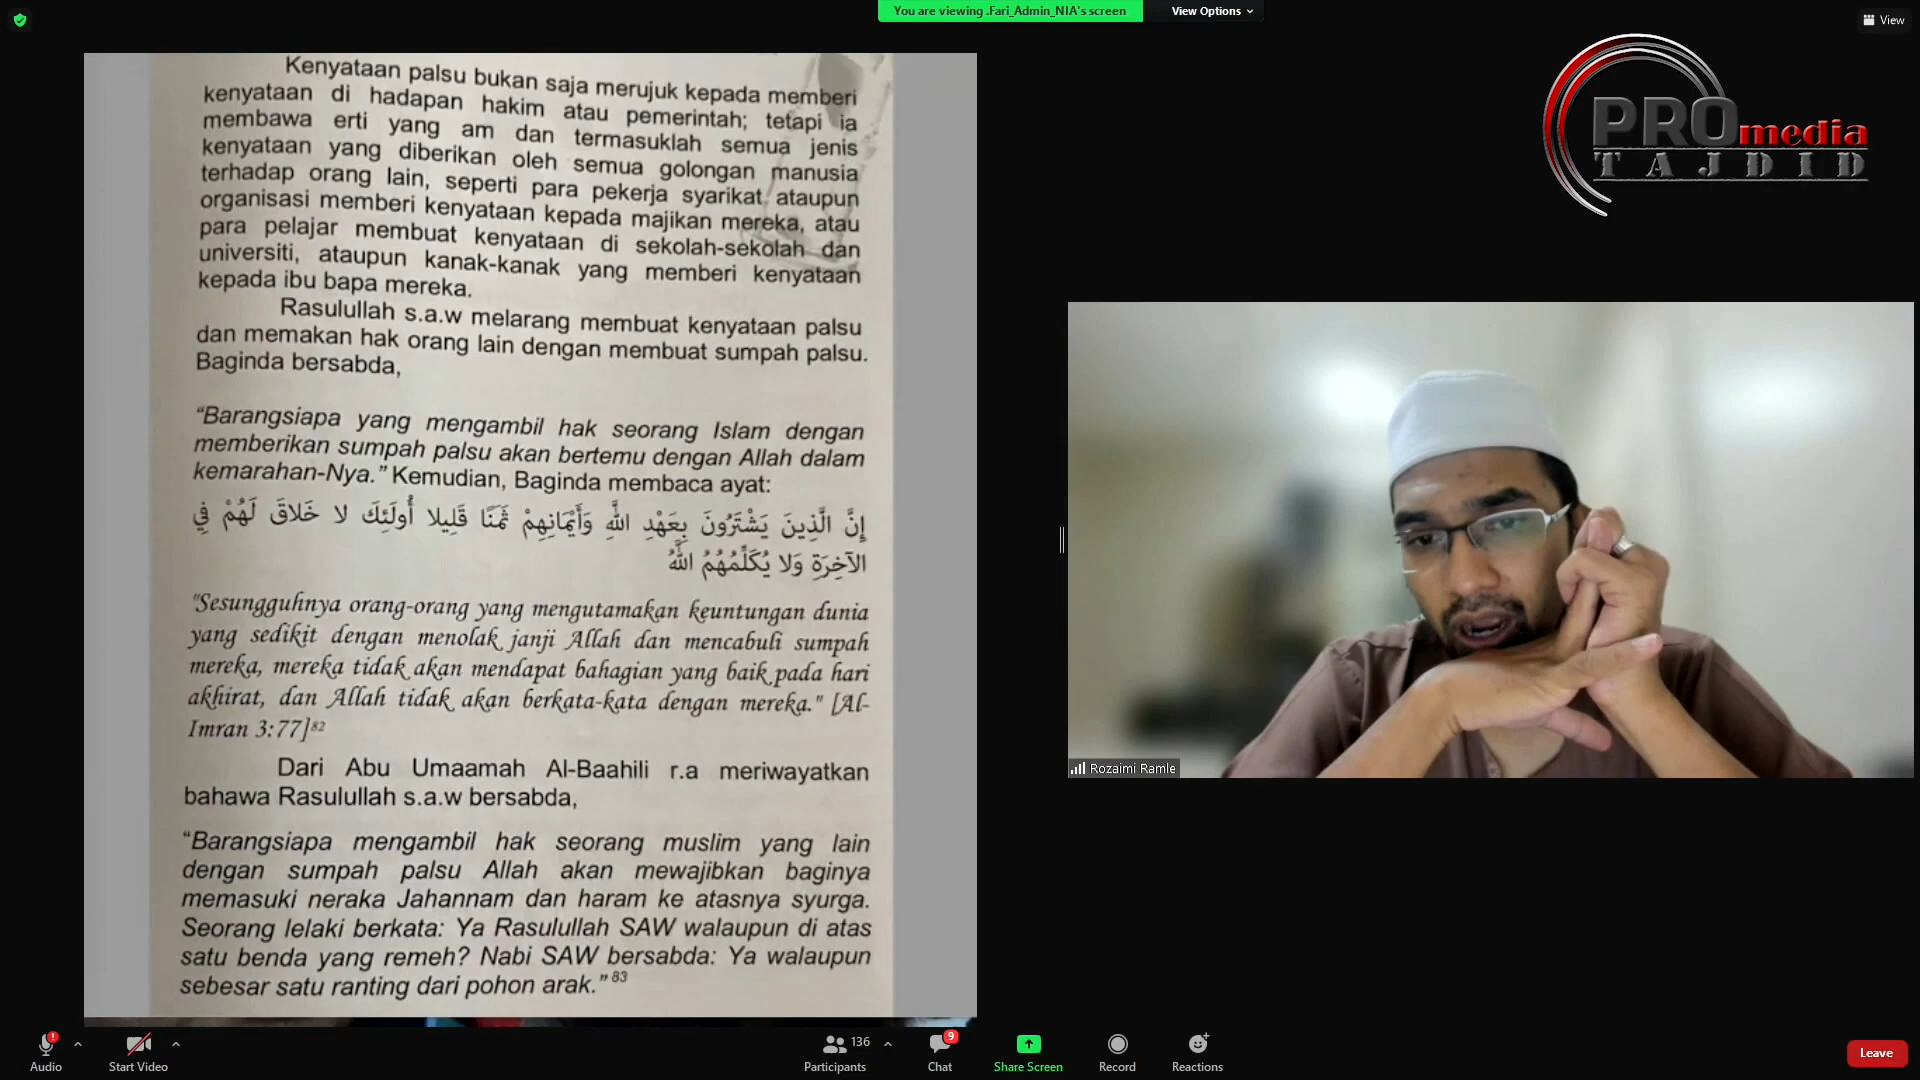 You are viewing .Fari_Admin_NIA's screen
View Options
View
PROmedia
TAJDID
Kenyataan palsu bukan saja merujuk kepada memberi
kenyataan di hadapan hakim atau pemerintah; tetapi ia
membawa erti yang am dan termasuklah semua jenis
kenyataan yang diberikan oleh semua golongan manusia
terhadap orang lain, seperti para pekerja syarikat ataupun
organisasi memberi kenyataan kepada majikan mereka, atau
para pelajar membuat kenyataan di sekolah-sekolah dan
universiti, ataupun kanak-kanak yang memberi kenyataan
kepada ibu bapa mereka.
Rasulullah s.a.w melarang membuat kenyataan palsu
dan memakan hak orang lain dengan membuat sumpah palsu.
Baginda bersabda,
“Barangsiapa yang mengambil hak seorang Islam dengan
memberikan sumpah palsu akan bertemu dengan Allah dalam
kemarahan-Nya.” Kemudian, Baginda membaca ayat:
إِنَّ الَّذِينَ يَشْتَرُونَ بِعَهْدِ اللَّهِ وَأَيْمَانِهِمْ ثَمَنًا قَلِيلا أُولَئِكَ لا خَلاقَ لَهُمْ فِي
الآخِرَةِ وَلا يُكَلِّمُهُمُ اللَّهُ
"Sesungguhnya orang-orang yang mengutamakan keuntungan dunia
yang sedikit dengan menolak janji Allah dan mencabuli sumpah
mereka, mereka tidak akan mendapat bahagian yang baik pada hari
akhirat, dan Allah tidak akan berkata-kata dengan mereka." [Al-
Imran 3:77]82
Dari Abu Umaamah Al-Baahili r.a meriwayatkan
bahawa Rasulullah s.a.w bersabda,
“Barangsiapa mengambil hak seorang muslim yang lain
dengan sumpah palsu Allah akan mewajibkan baginya
memasuki neraka Jahannam dan haram ke atasnya syurga.
Seorang lelaki berkata: Ya Rasulullah SAW walaupun di atas
satu benda yang remeh? Nabi SAW bersabda: Ya walaupun
sebesar satu ranting dari pohon arak.” 83
Rozaimi Ramle
Audio
Start Video
136
Participants
9
Chat
Share Screen
Record
Reactions
Leave